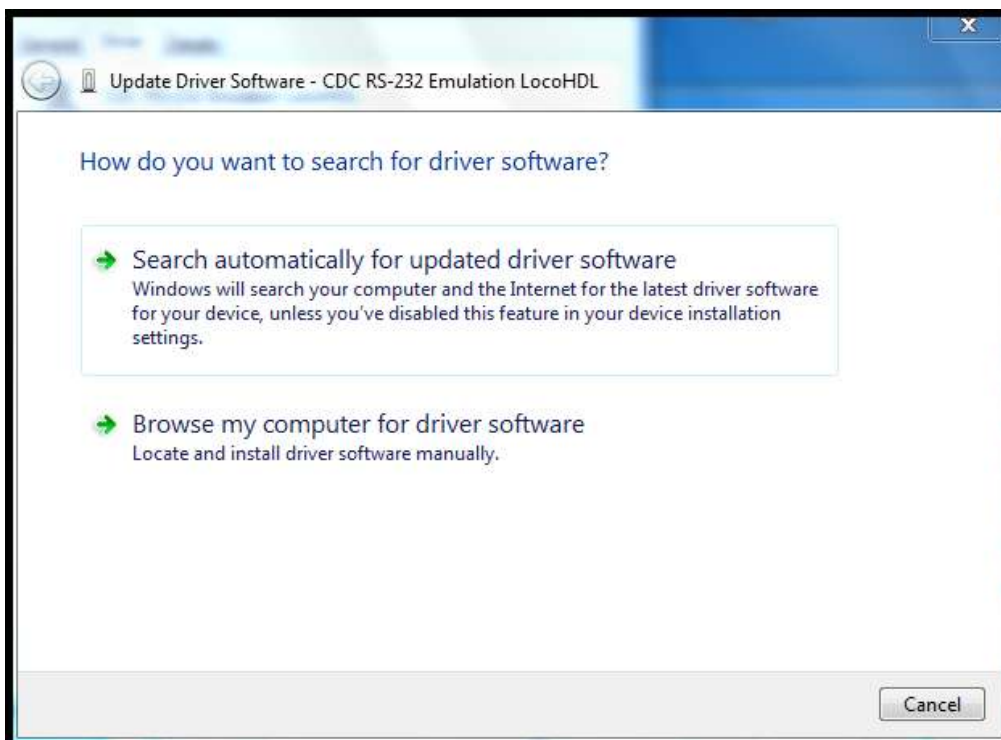 Update Driver Software - CDC RS-232 Emulation LocoHDL
How do you want to search for driver software?
Search automatically for updated driver software
Windows will search your computer and the Internet for the latest driver software
for your device, unless you've disabled this feature in your device installation
settings.
Browse my computer for driver software
Locate and install driver software manually.
Cancel